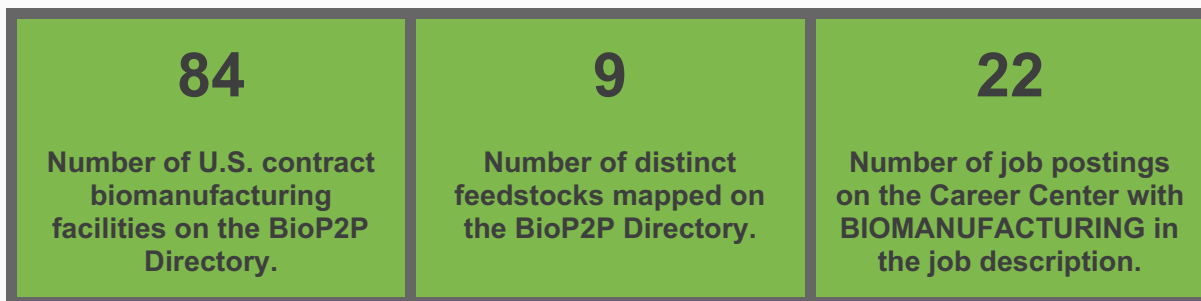 84
Number of U.S. contract
biomanufacturing
facilities on the BioP2P
Directory.
9
Number of distinct
feedstocks mapped on
the BioP2P Directory.
22
Number of job postings
on the Career Center with
BIOMANUFACTURING in
the job description.